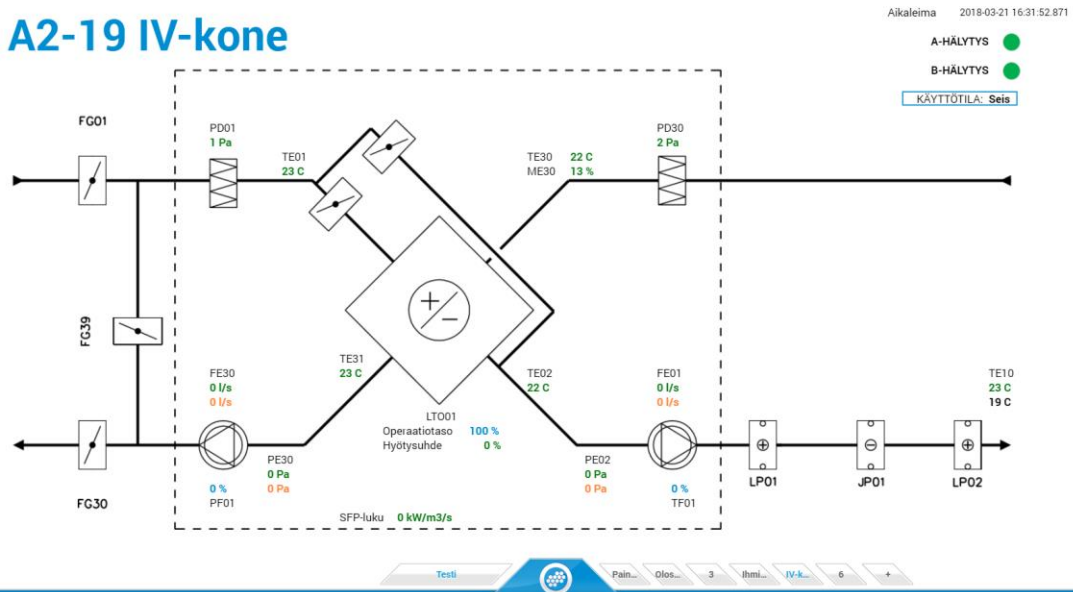 A2-19 IV-kone
Aikaleima 2018-03-21 16:31:52.871
A-HÄLYTYS
B-HÄLYTYS
KÄYTTÖTILA: Seis
FG01
PD01
1 Pa
TE01
23 C
TE30 22 C
ME30 13 %
PD30
2 Pa
FG39
FE30
0 l/s
0 l/s
TE31
23 C
TE02
22 C
FE01
0 l/s
0 l/s
TE10
23 C
19 C
LTO01
Operaatiotaso 100 %
Hyötysuhde 0 %
PE30
0 Pa
0 Pa
PE02
0 Pa
0 Pa
0 %
PF01
0 %
TF01
LP01
JP01
LP02
FG30
SFP-luku 0 kW/m3/s
Testi
Pain...
Olos...
3
Ihmi...
IV-k...
6
+